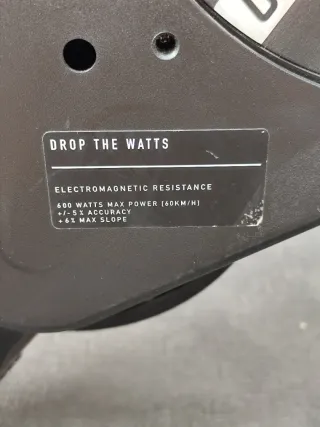 DROP THE WATTS
ELECTROMAGNETIC RESISTANCE
600 WATTS MAX POWER [60KM/H]
+/- 5% ACCURACY
+6% MAX SLOPE